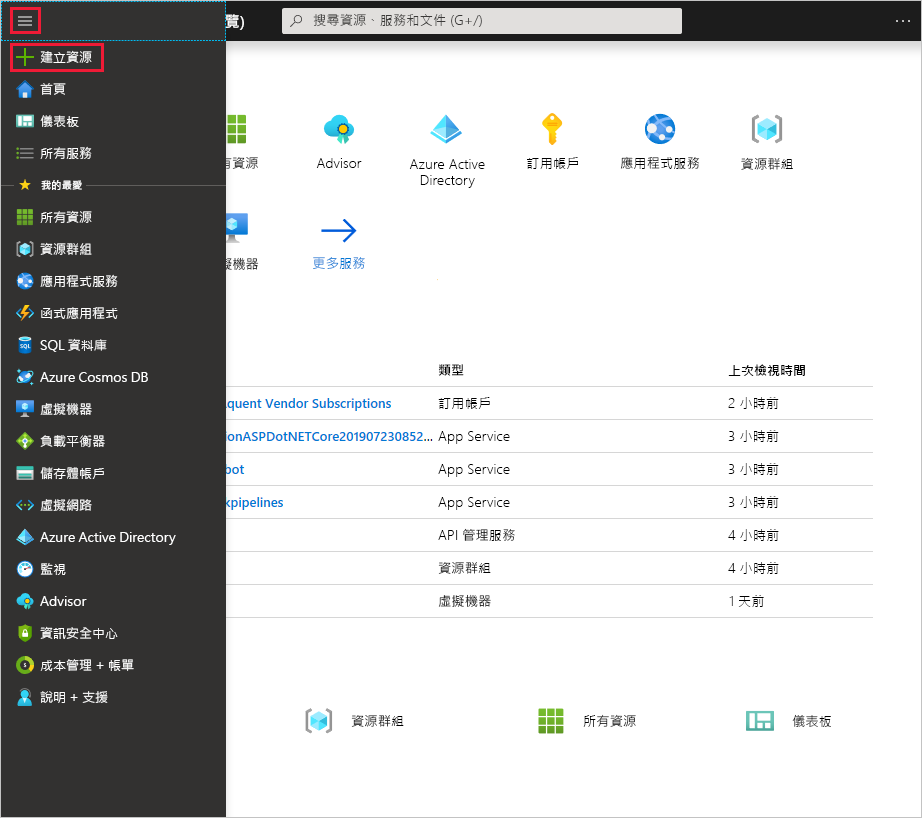 覽)
搜尋資源、服務和文件 (G+/)
建立資源
首頁
儀表板
所有服務
我的最愛
所有資源
資源群組
應用程式服務
函式應用程式
SQL 資料庫
Azure Cosmos DB
虛擬機器
負載平衡器
儲存體帳戶
虛擬網路
Azure Active Directory
監視
Advisor
資訊安全中心
成本管理 + 帳單
說明 + 支援
有資源
Advisor
Azure Active
Directory
訂用帳戶
應用程式服務
資源群組
擬機器
更多服務
類型
上次檢視時間
quent Vendor Subscriptions
訂用帳戶
2 小時前
ionASPDotNETCore201907230852...
App Service
3 小時前
bot
App Service
3 小時前
kpipelines
App Service
3 小時前
API 管理服務
4 小時前
資源群組
4 小時前
虛擬機器
1 天前
資源群組
所有資源
儀表板